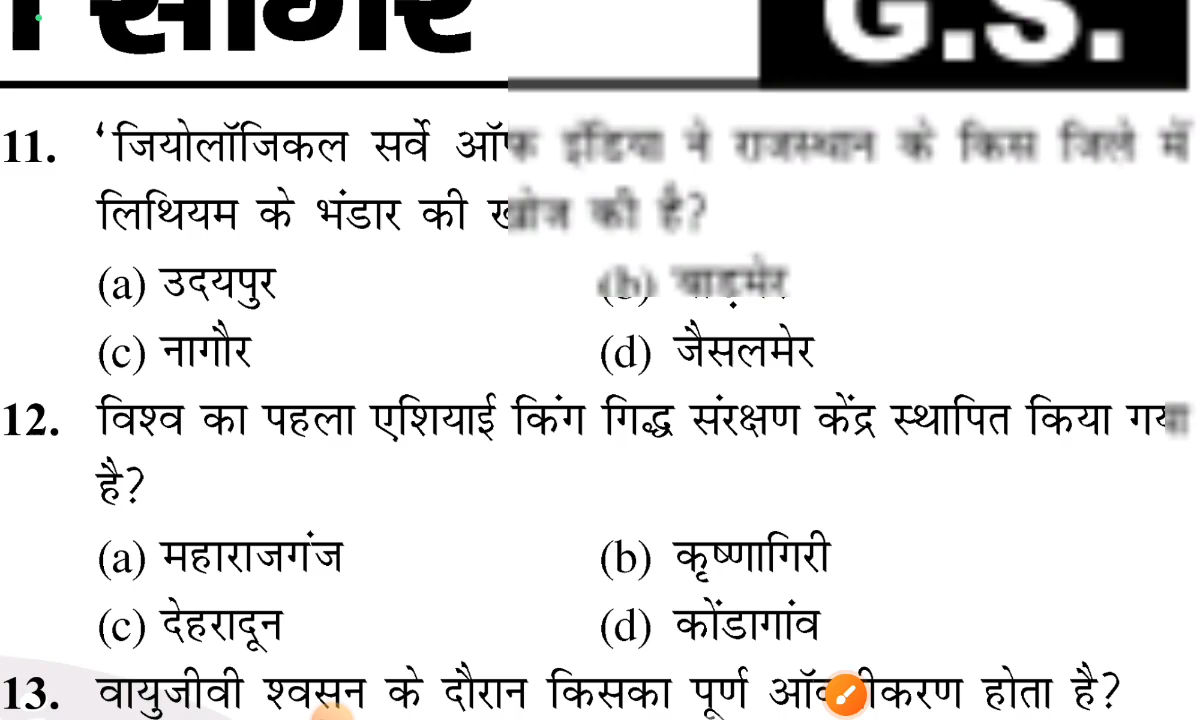 सागर G.S.
11. ‘जियोलॉजिकल सर्वे ऑफ इंडिया ने राजस्थान के किस जिले में
लिथियम के भंडार की खोज की है?
(a) उदयपुर (b) बाड़मेर
(c) नागौर (d) जैसलमेर
12. विश्व का पहला एशियाई किंग गिद्ध संरक्षण केंद्र स्थापित किया गया
है?
(a) महाराजगंज (b) कृष्णागिरी
(c) देहरादून (d) कोंडागांव
13. वायुजीवी श्वसन के दौरान किसका पूर्ण ऑक्सीकरण होता है?